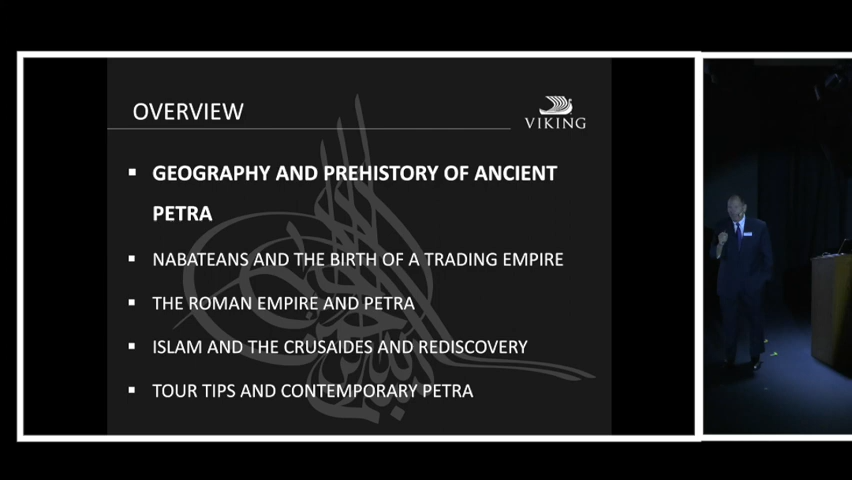 OVERVIEW
VIKING
GEOGRAPHY AND PREHISTORY OF ANCIENT
PETRA
NABATEANS AND THE BIRTH OF A TRADING EMPIRE
THE ROMAN EMPIRE AND PETRA
ISLAM AND THE CRUSAIDES AND REDISCOVERY
TOUR TIPS AND CONTEMPORARY PETRA